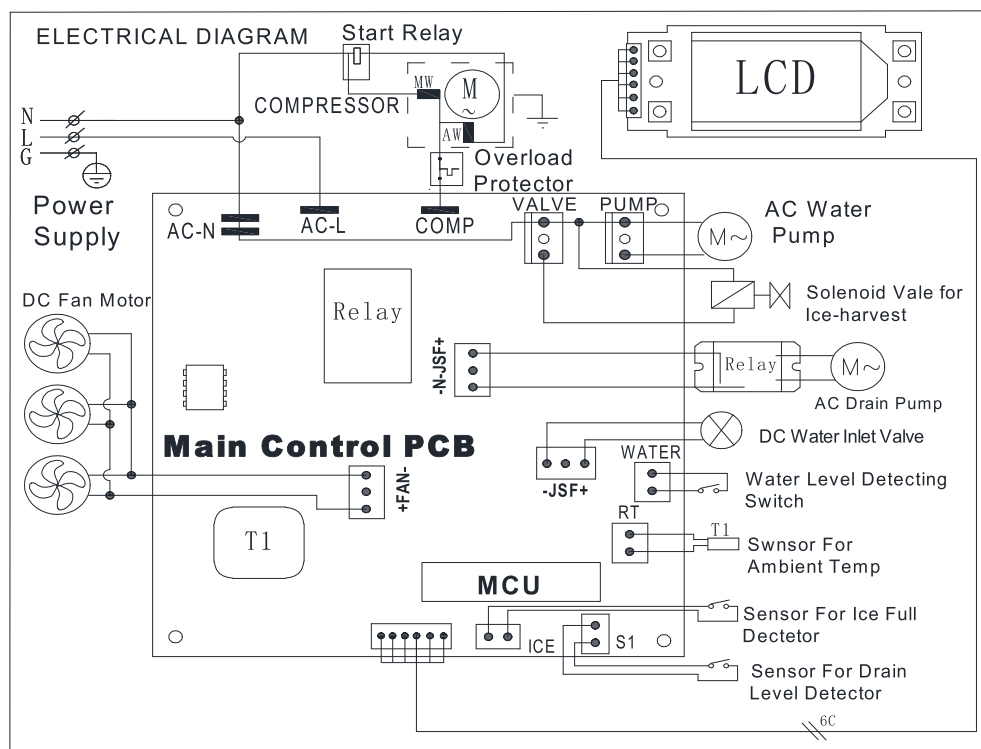 ELECTRICAL DIAGRAM
Start Relay
LCD
MW
M
~
COMPRESSOR
AW
N
L
G
Overload
Protector
Power
Supply
AC-N
AC-L
COMP
VALVE
PUMP
M~
AC Water
Pump
Solenoid Vale for
Ice-harvest
DC Fan Motor
Relay
-N-JSF+
Relay
M~
AC Drain Pump
Main Control PCB
DC Water Inlet Valve
+FAN-
-JSF+
WATER
Water Level Detecting
Switch
RT
T1
Swnsor For
Ambient Temp
T1
MCU
Sensor For Ice Full
Dectetor
ICE
S1
Sensor For Drain
Level Detector
6C